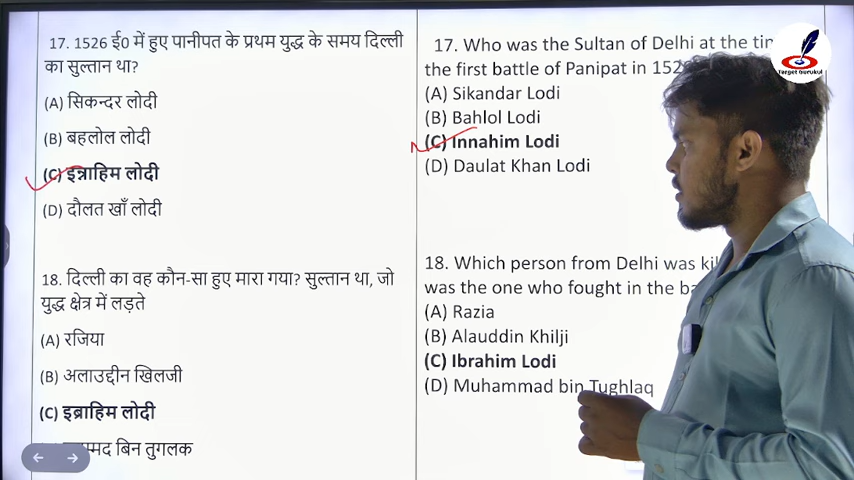 17. 1526 ई0 में हुए पानीपत के प्रथम युद्ध के समय दिल्ली
का सुल्तान था?
(A) सिकन्दर लोदी
(B) बहलोल लोदी
(C) इन्नाहिम लोदी
(D) दौलत खाँ लोदी
18. दिल्ली का वह कौन-सा हुए मारा गया? सुल्तान था, जो
युद्ध क्षेत्र में लड़ते
(A) रजिया
(B) अलाउद्दीन खिलजी
(C) इब्राहिम लोदी
बिन तुगलक
17. Who was the Sultan of Delhi at the
the first battle of Panipat in
(A) Sikandar Lodi
(B) Bahlol Lodi
(C) Innahim Lodi
(D) Daulat Khan Lodi
18. Which person from Delhi was
was the one who fought in the
(A) Razia
(B) Alauddin Khilji
(C) Ibrahim Lodi
(D) Muhammad bin Tughlaq
Target Gurukul